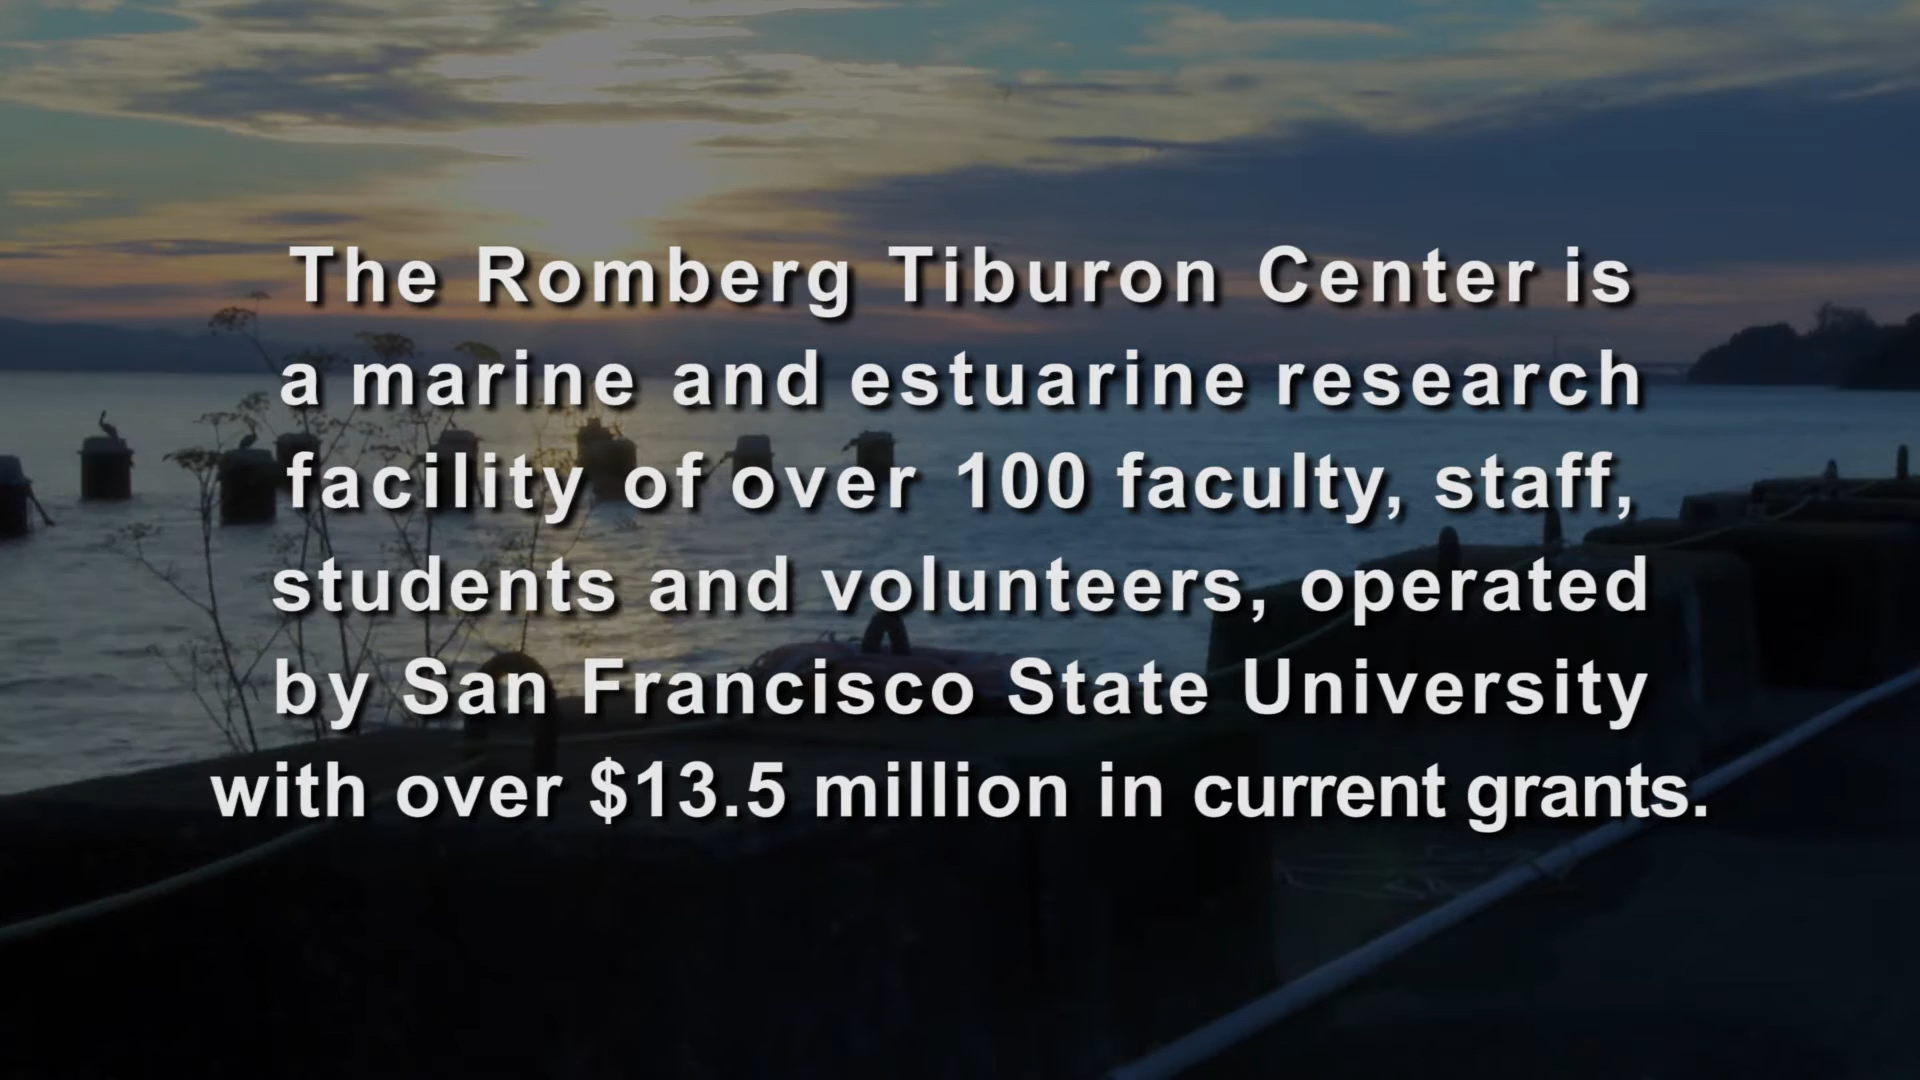 The Romberg Tiburon Center is
a marine and estuarine research
facility of over 100 faculty, staff,
students and volunteers, operated
by San Francisco State University
with over $13.5 million in current grants.